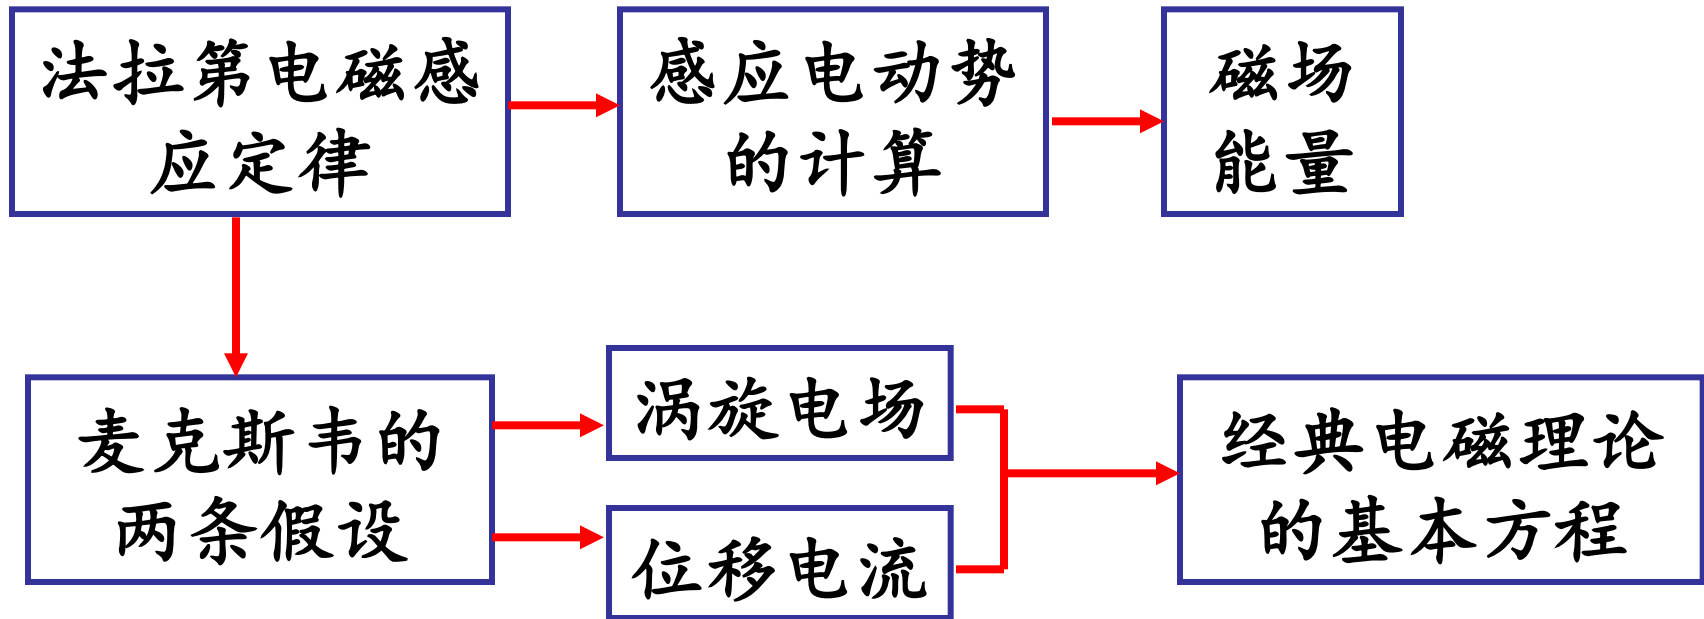 法拉第电磁感
应定律
感应电动势
的计算
磁场
能量
麦克斯韦的
两条假设
涡旋电场
位移电流
经典电磁理论
的基本方程